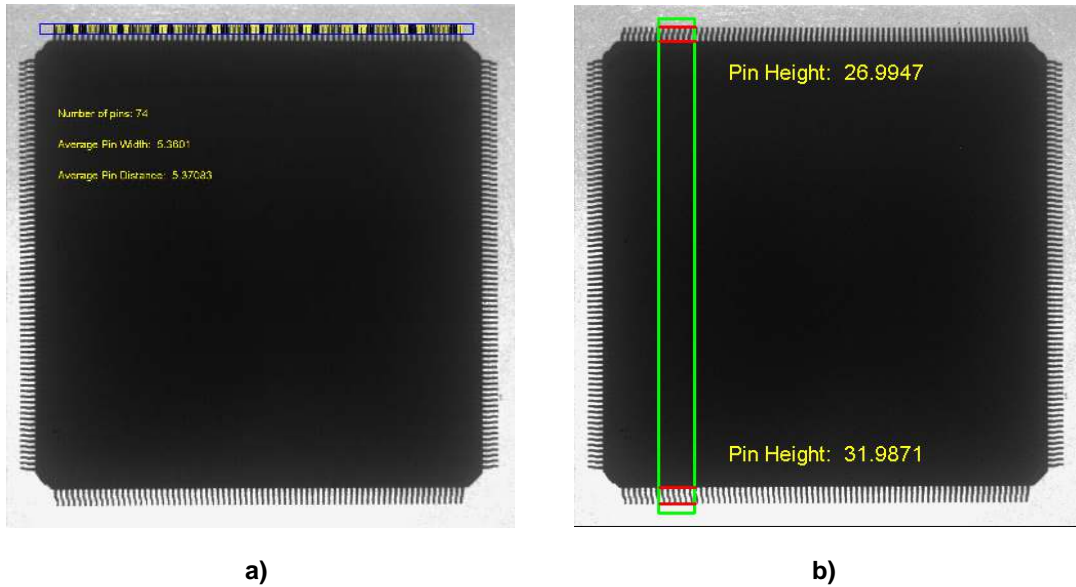 Number of pins: 74
Average Pin Width: 5.3601
Average Pin Distance: 5.37083
Pin Height: 26.9947
Pin Height: 31.9871
a)
b)